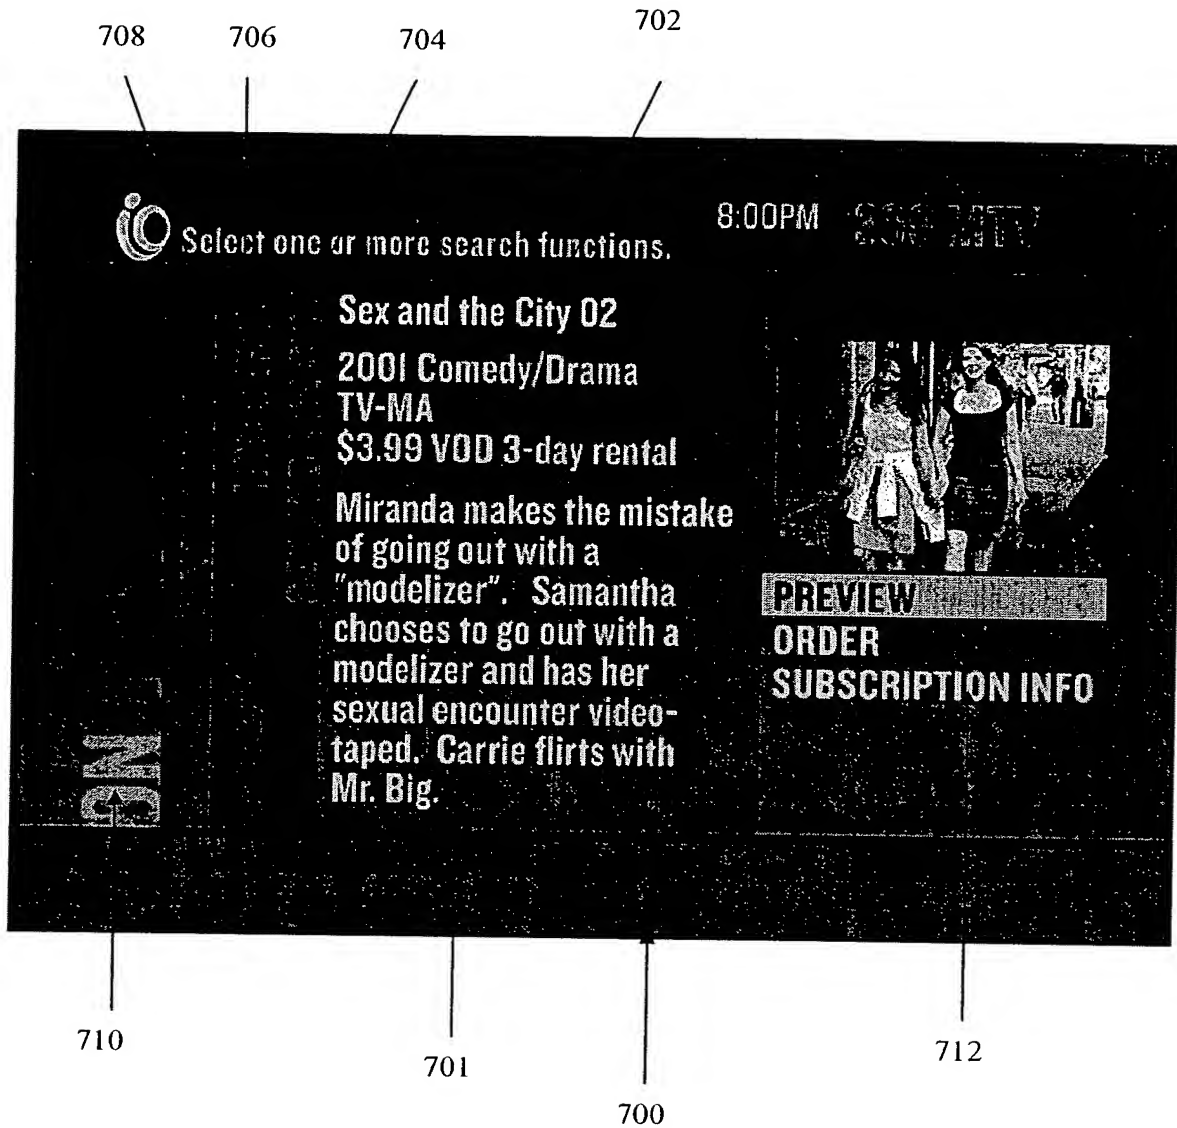 702
708
706
704
iO
8:00PM
Select one or more search functions.
Sex and the City 02
2001 Comedy/Drama
TV-MA
$3.99 VOD 3-day rental
Miranda makes the mistake
of going out with a
"modelizer". Samantha
chooses to go out with a
modelizer and has her
sexual encounter video-
taped. Carrie flirts with
Mr. Big.
PREVIEW
ORDER
SUBSCRIPTION INFO
710
701
712
700